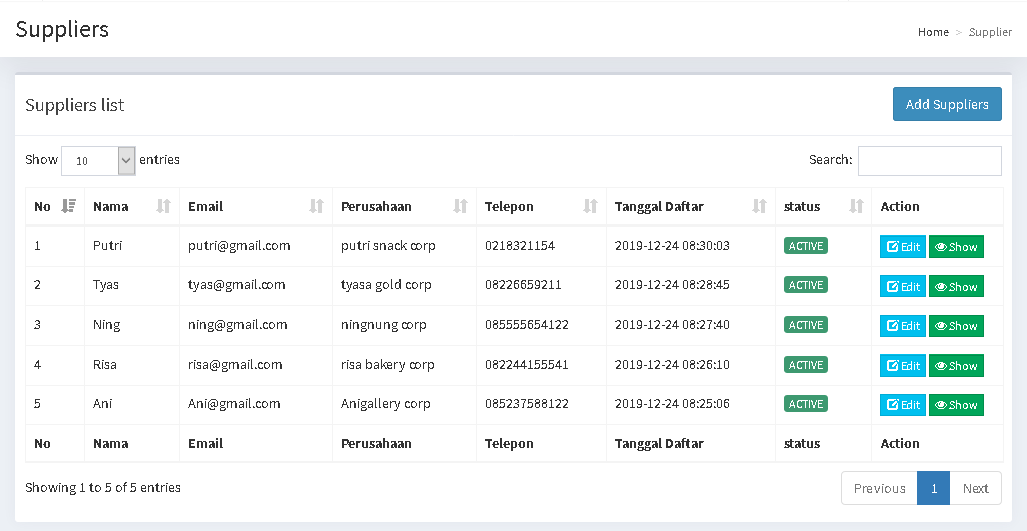 Suppliers
Home > Supplier
Suppliers list
Add Suppliers
Show 10 entries
Search:
No Nama Email Perusahaan Telepon Tanggal Daftar status Action
1 Putri putri@gmail.com putri snack corp 0218321154 2019-12-24 08:30:03 ACTIVE Edit Show
2 Tyas tyas@gmail.com tyasa gold corp 08226659211 2019-12-24 08:28:45 ACTIVE Edit Show
3 Ning ning@gmail.com ningnung corp 085555654122 2019-12-24 08:27:40 ACTIVE Edit Show
4 Risa risa@gmail.com risa bakery corp 082244155541 2019-12-24 08:26:10 ACTIVE Edit Show
5 Ani Ani@gmail.com Anigallery corp 085237588122 2019-12-24 08:25:06 ACTIVE Edit Show
No Nama Email Perusahaan Telepon Tanggal Daftar status Action
Showing 1 to 5 of 5 entries
Previous 1 Next